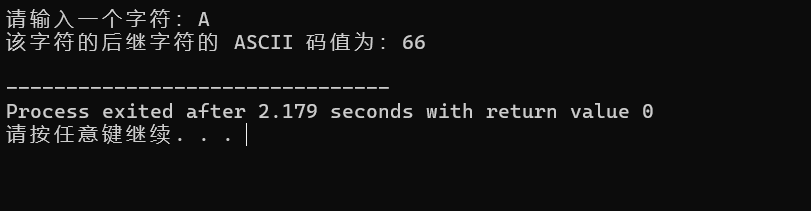 请输入一个字符: A
该字符的后继字符的 ASCII 码值为: 66
--------------------------------
Process exited after 2.179 seconds with return value 0
请按任意键继续. . .